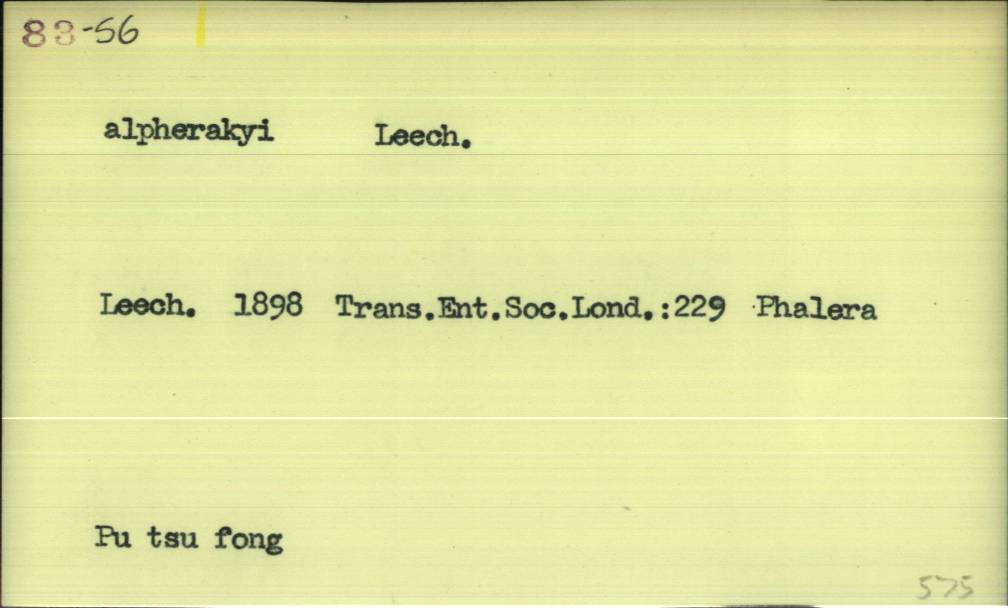 83-56
alpherakyi Leech.
Leech. 1898 Trans.Ent.Soc.Lond.:229 Phalera
Pu tsu fong
575